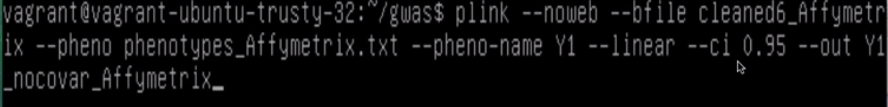 vagrant@vagrant-ubuntu-trusty-32:~/gwas$ plink --noweb --bfile cleaned6_Affymetr
ix --pheno phenotypes_Affymetrix.txt --pheno-name Y1 --linear --ci 0.95 --out Y1
_nocovar_Affymetrix_